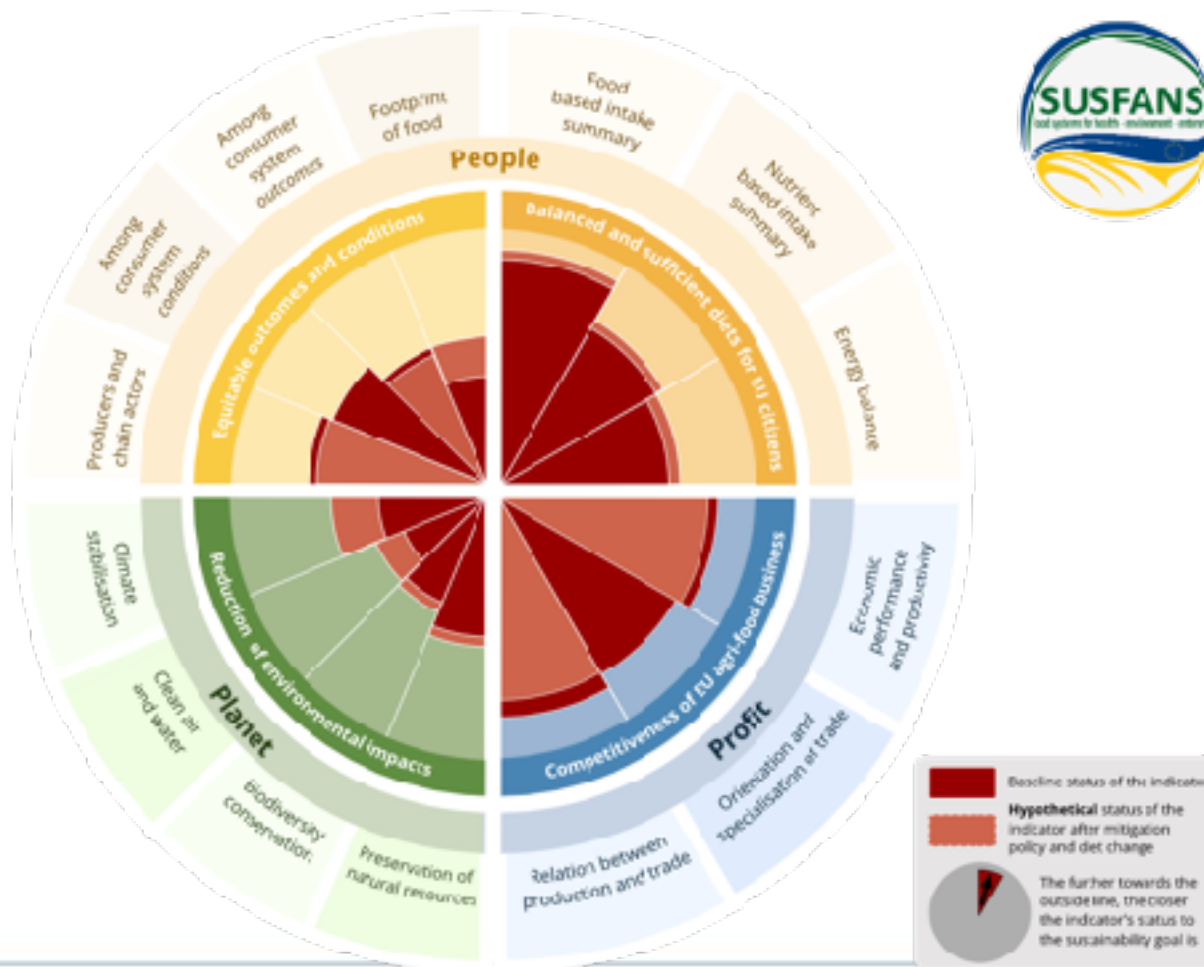 Food
based intake
summary
Nutrient
based intake
summary
Energy balance
Footprint
of food
Among
consumer
system
outcomes
Among
consumer
system
conditions
Producers and
chain actors
People
Equitable outcomes and conditions
Balanced and sufficient diets for EU citizens
Climate
stabilisation
Clean air
and water
Biodiversity
conservation
Preservation of
natural resources
Planet
Reduction of environmental impacts
Competitiveness of EU agri-food business
Profit
Economic
performance
and productivity
Orientation and
specialisation of trade
Relation between
production and trade
SUSFANS
Baseline status of the indicator
Hypothetical status of the
indicator after mitigation
policy and diet change
The further towards the
outside line, the closer
the indicator's status to
the sustainability goal is